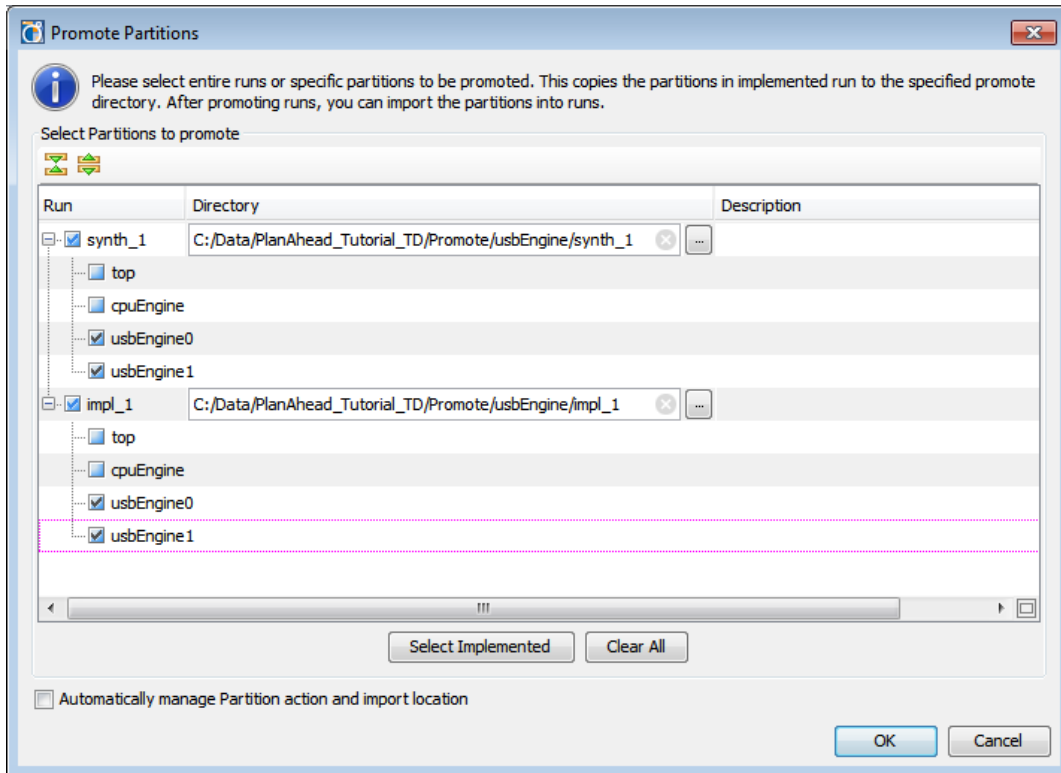 Promote Partitions
Please select entire runs or specific partitions to be promoted. This copies the partitions in implemented run to the specified promote
directory. After promoting runs, you can import the partitions into runs.
Select Partitions to promote
Run Directory Description
synth_1 C:/Data/PlanAhead_Tutorial_TD/Promote/usbEngine/synth_1 ...
top
cpuEngine
usbEngine0
usbEngine1
impl_1 C:/Data/PlanAhead_Tutorial_TD/Promote/usbEngine/impl_1 ...
top
cpuEngine
usbEngine0
usbEngine1
Select Implemented Clear All
Automatically manage Partition action and import location
OK Cancel